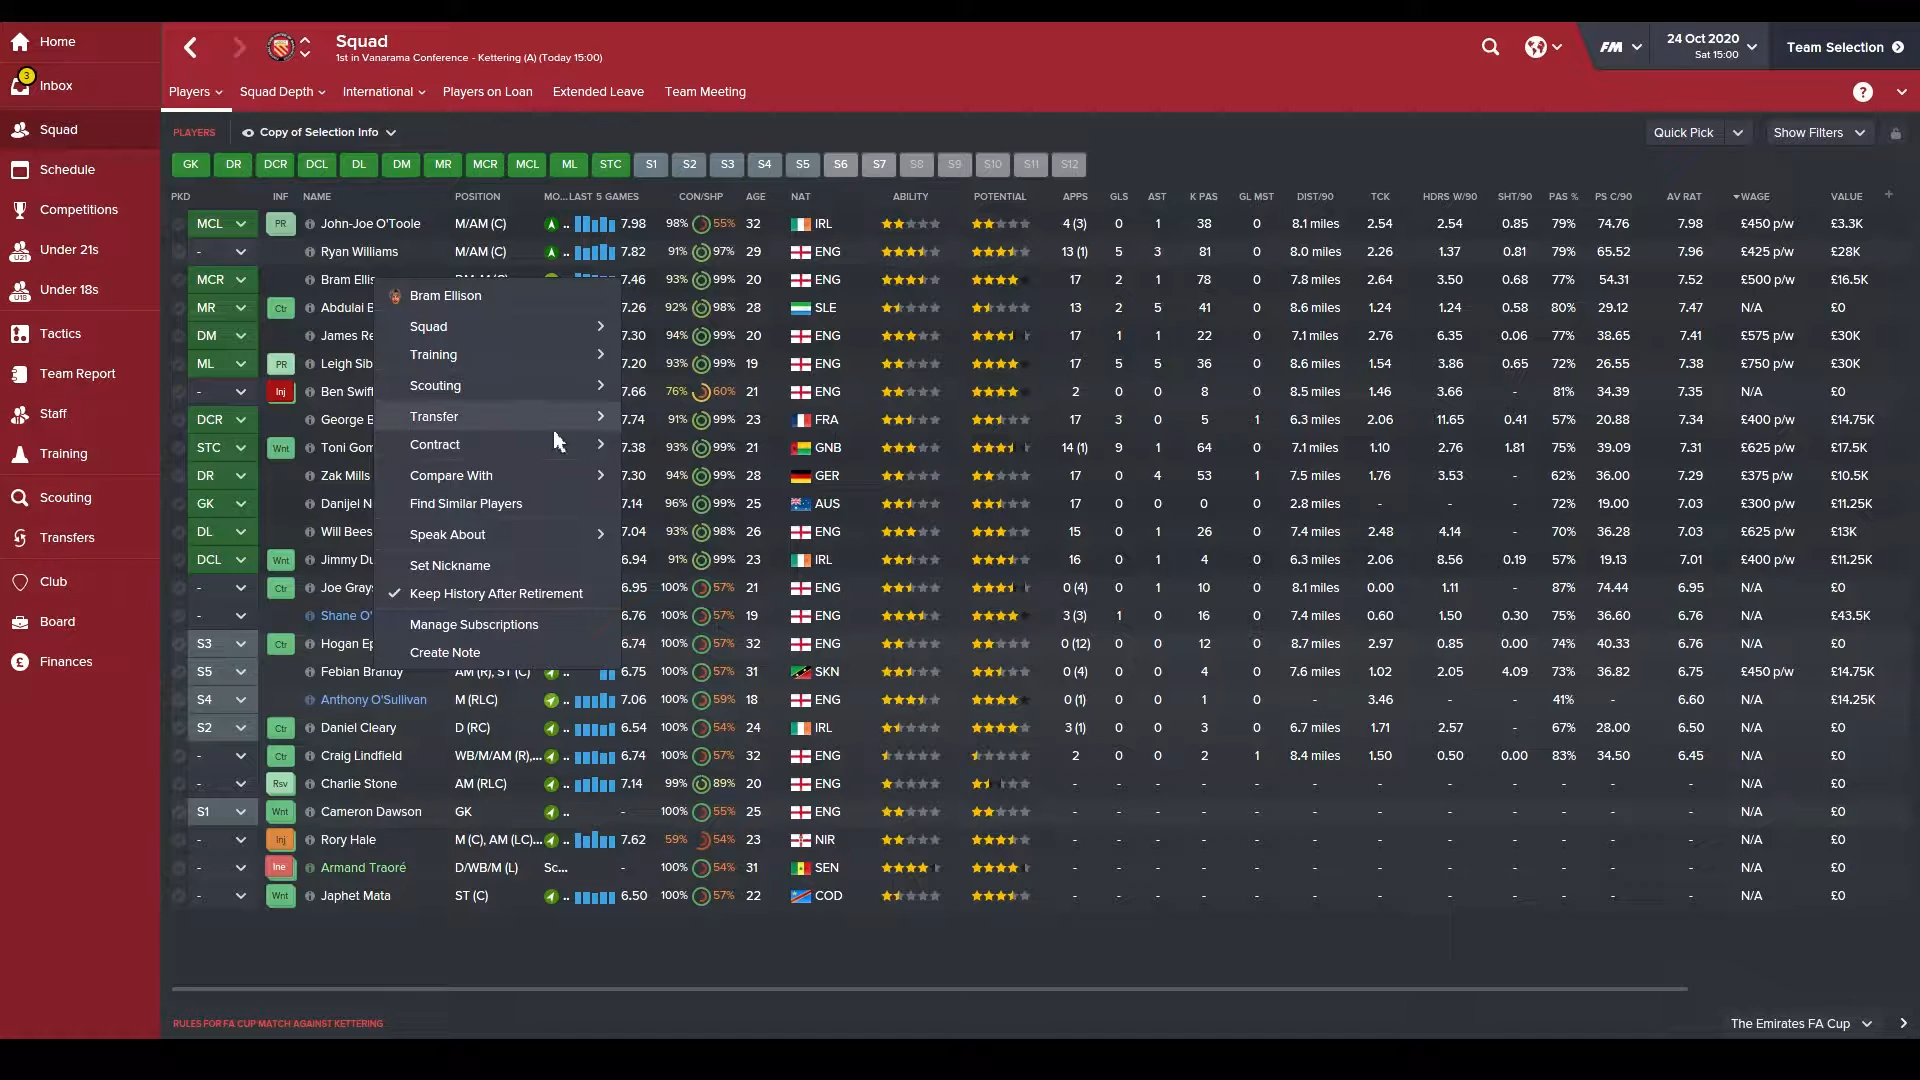 Home
3
Inbox
Squad
Schedule
Competitions
Under 21s
U21
Under 18s
U18
Tactics
Team Report
Staff
Training
Scouting
Transfers
Club
Board
Finances
Squad
1st in Vanarama Conference - Kettering (A) (Today 15:00)
FM
24 Oct 2020
Sat 15:00
Team Selection
Players Squad Depth International Players on Loan Extended Leave Team Meeting ?
PLAYERS Copy of Selection Info Quick Pick Show Filters
GK DR DCR DCL DL DM MR MCR MCL ML STC S1 S2 S3 S4 S5 S6 S7 S8 S9 S10 S11 S12
PKD INF NAME POSITION MO... LAST 5 GAMES CON/SHP AGE NAT ABILITY POTENTIAL APPS GLS AST K PAS GL MST DIST/90 TCK HDRS W/90 SHT/90 PAS % PS C/90 AV RAT WAGE VALUE +
MCL PR John-Joe O'Toole M/AM (C) .. 7.98 98% 55% 32 IRL 4 (3) 0 1 38 0 8.1 miles 2.54 2.54 0.85 79% 74.76 7.98 £450 p/w £3.3K
- Ryan Williams M/AM (C) .. 7.82 91% 97% 29 ENG 13 (1) 5 3 81 0 8.0 miles 2.26 1.37 0.81 79% 65.52 7.96 £425 p/w £28K
MCR Bram Ellis 7.46 93% 99% 20 ENG 17 2 1 78 0 7.8 miles 2.64 3.50 0.68 77% 54.31 7.52 £500 p/w £16.5K
MR Ctr Abdulai B 7.26 92% 98% 28 SLE 13 2 5 41 0 8.6 miles 1.24 1.24 0.58 80% 29.12 7.47 N/A £0
DM James Re 7.30 94% 99% 20 ENG 17 1 1 22 0 7.1 miles 2.76 6.35 0.06 77% 38.65 7.41 £575 p/w £30K
ML PR Leigh Sib 7.20 93% 99% 19 ENG 17 5 5 36 0 8.6 miles 1.54 3.86 0.65 72% 26.55 7.38 £750 p/w £30K
- Inj Ben Swif 7.66 76% 60% 21 ENG 2 0 0 8 0 8.5 miles 1.46 3.66 - 81% 34.39 7.35 N/A £0
DCR George E 7.74 91% 99% 23 FRA 17 3 0 5 1 6.3 miles 2.06 11.65 0.41 57% 20.88 7.34 £400 p/w £14.75K
STC Wnt Toni Gom 7.38 93% 99% 21 GNB 14 (1) 9 1 64 0 7.1 miles 1.10 2.76 1.81 75% 39.09 7.31 £625 p/w £17.5K
DR Zak Mills 7.30 94% 99% 28 GER 17 0 4 53 1 7.5 miles 1.76 3.53 - 62% 36.00 7.29 £375 p/w £10.5K
GK Danijel N 7.14 96% 99% 25 AUS 17 0 0 0 0 2.8 miles - - - 72% 19.00 7.03 £300 p/w £11.25K
DL Will Bees 7.04 93% 98% 26 ENG 15 0 1 26 0 7.4 miles 2.48 4.14 - 70% 36.28 7.03 £625 p/w £13K
DCL Wnt Jimmy Du 6.94 91% 99% 23 IRL 16 0 1 4 0 6.3 miles 2.06 8.56 0.19 57% 19.13 7.01 £400 p/w £11.25K
- Ctr Joe Gray 6.95 100% 57% 21 ENG 0 (4) 0 1 10 0 8.1 miles 0.00 1.11 - 87% 74.44 6.95 N/A £0
- Shane O' 6.76 100% 57% 19 ENG 3 (3) 1 0 16 0 7.4 miles 0.60 1.50 0.30 75% 36.60 6.76 N/A £43.5K
S3 Ctr Hogan Ep 6.74 100% 57% 32 ENG 0 (12) 0 0 12 0 8.7 miles 2.97 0.85 0.00 74% 40.33 6.76 N/A £0
S5 Febian Brandy AM (R), ST (C) .. 6.75 100% 57% 31 SKN 0 (4) 0 0 4 0 7.6 miles 1.02 2.05 4.09 73% 36.82 6.75 £450 p/w £14.75K
S4 Anthony O'Sullivan M (RLC) .. 7.06 100% 59% 18 ENG 0 (1) 0 0 1 0 - 3.46 - - 41% - 6.60 N/A £14.25K
S2 Ctr Daniel Cleary D (RC) .. 6.54 100% 54% 24 IRL 3 (1) 0 0 3 0 6.7 miles 1.71 2.57 - 67% 28.00 6.50 N/A £0
- Ctr Craig Lindfield WB/M/AM (R),... .. 6.74 100% 57% 32 ENG 2 0 0 2 1 8.4 miles 1.50 0.50 0.00 83% 34.50 6.45 N/A £0
- Rsv Charlie Stone AM (RLC) .. 7.14 99% 89% 20 ENG - - - - - - - - - - - - N/A £0
S1 Wnt Cameron Dawson GK .. - 100% 55% 25 ENG - - - - - - - - - - - - N/A £0
- Inj Rory Hale M (C), AM (LC)... .. 7.62 59% 54% 23 NIR - - - - - - - - - - - - N/A £0
- Ine Armand Traoré D/WB/M (L) Sc... - 100% 54% 31 SEN - - - - - - - - - - - - N/A £0
- Wnt Japhet Mata ST (C) .. 6.50 100% 57% 22 COD - - - - - - - - - - - - N/A £0
Bram Ellison
Squad
Training
Scouting
Transfer
Contract
Compare With
Find Similar Players
Speak About
Set Nickname
Keep History After Retirement
Manage Subscriptions
Create Note
RULES FOR FA CUP MATCH AGAINST KETTERING
The Emirates FA Cup